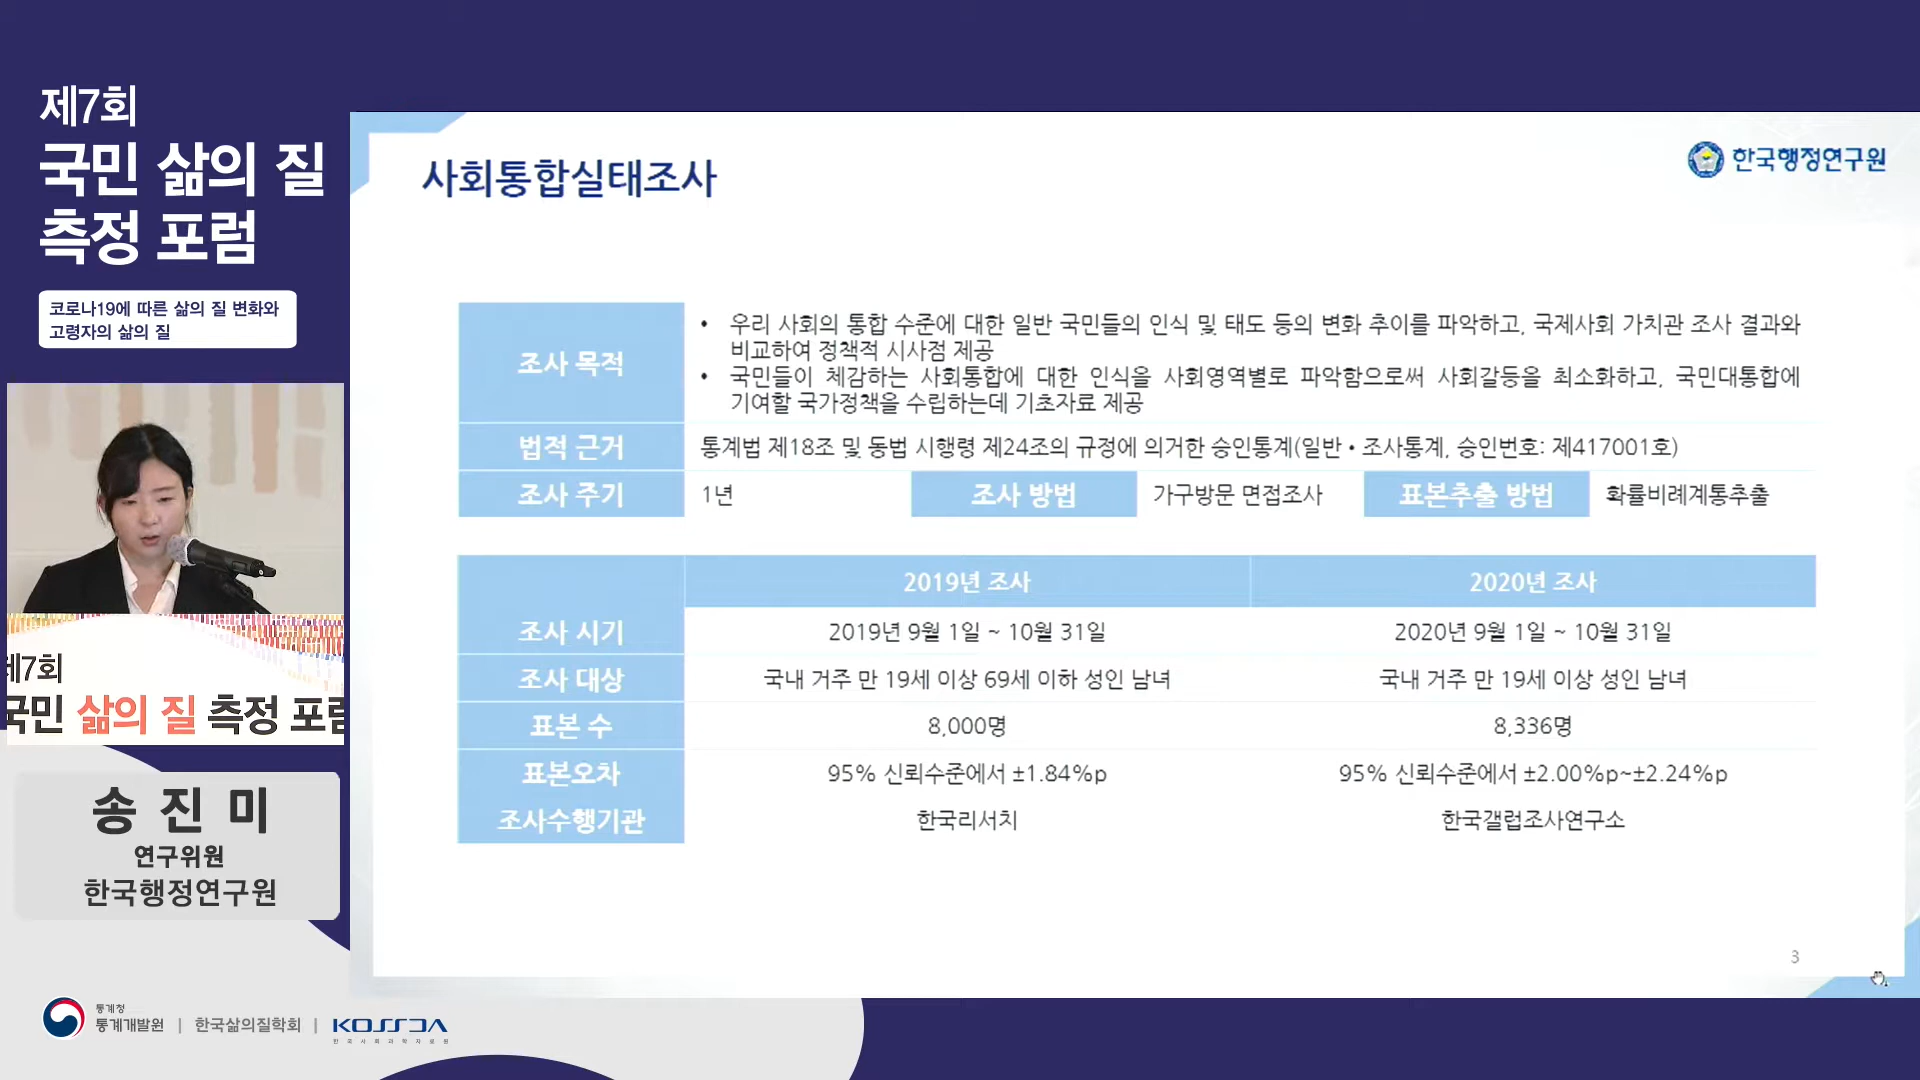 제7회
국민 삶의 질
측정 포럼
코로나19에 따른 삶의 질 변화와
고령자의 삶의 질
제7회
국민 삶의 질 측정 포럼
송 진 미
연구위원
한국행정연구원
사회통합실태조사
한국행정연구원
조사 목적
• 우리 사회의 통합 수준에 대한 일반 국민들의 인식 및 태도 등의 변화 추이를 파악하고, 국제사회 가치관 조사 결과와
비교하여 정책적 시사점 제공
• 국민들이 체감하는 사회통합에 대한 인식을 사회영역별로 파악함으로써 사회갈등을 최소화하고, 국민대통합에
기여할 국가정책을 수립하는데 기초자료 제공
법적 근거 통계법 제18조 및 동법 시행령 제24조의 규정에 의거한 승인통계(일반•조사통계, 승인번호: 제417001호)
조사 주기 1년 조사 방법 가구방문 면접조사 표본추출 방법 확률비례계통추출
2019년 조사 2020년 조사
조사 시기 2019년 9월 1일 ~ 10월 31일 2020년 9월 1일 ~ 10월 31일
조사 대상 국내 거주 만 19세 이상 69세 이하 성인 남녀 국내 거주 만 19세 이상 성인 남녀
표본 수 8,000명 8,336명
표본오차 95% 신뢰수준에서 ±1.84%p 95% 신뢰수준에서 ±2.00%p~±2.24%p
조사수행기관 한국리서치 한국갤럽조사연구소
3
통계청
통계개발원 | 한국삶의질학회 | KOSSDA
한국사회과학자료원